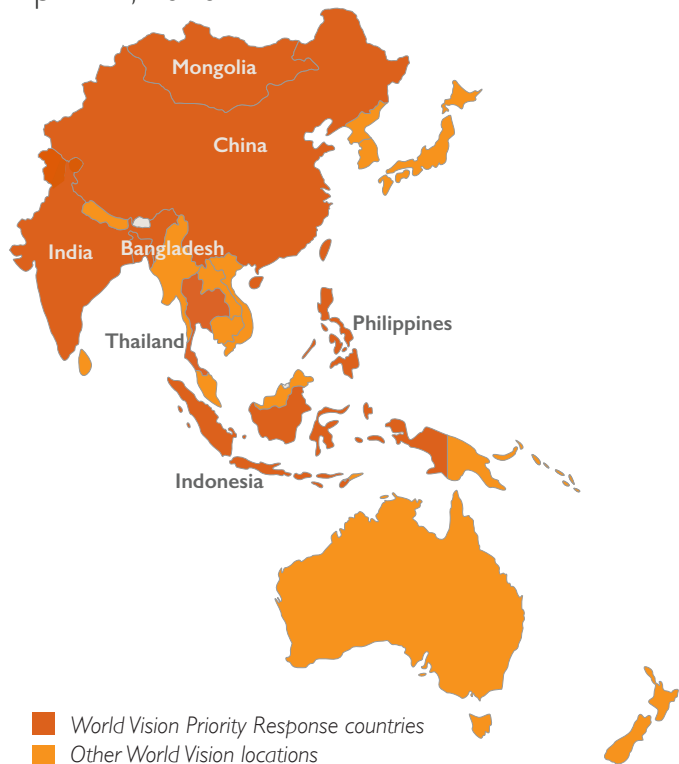 Mongolia
China
India
Bangladesh
Thailand
Philippines
Indonesia
World Vision Priority Response countries
Other World Vision locations